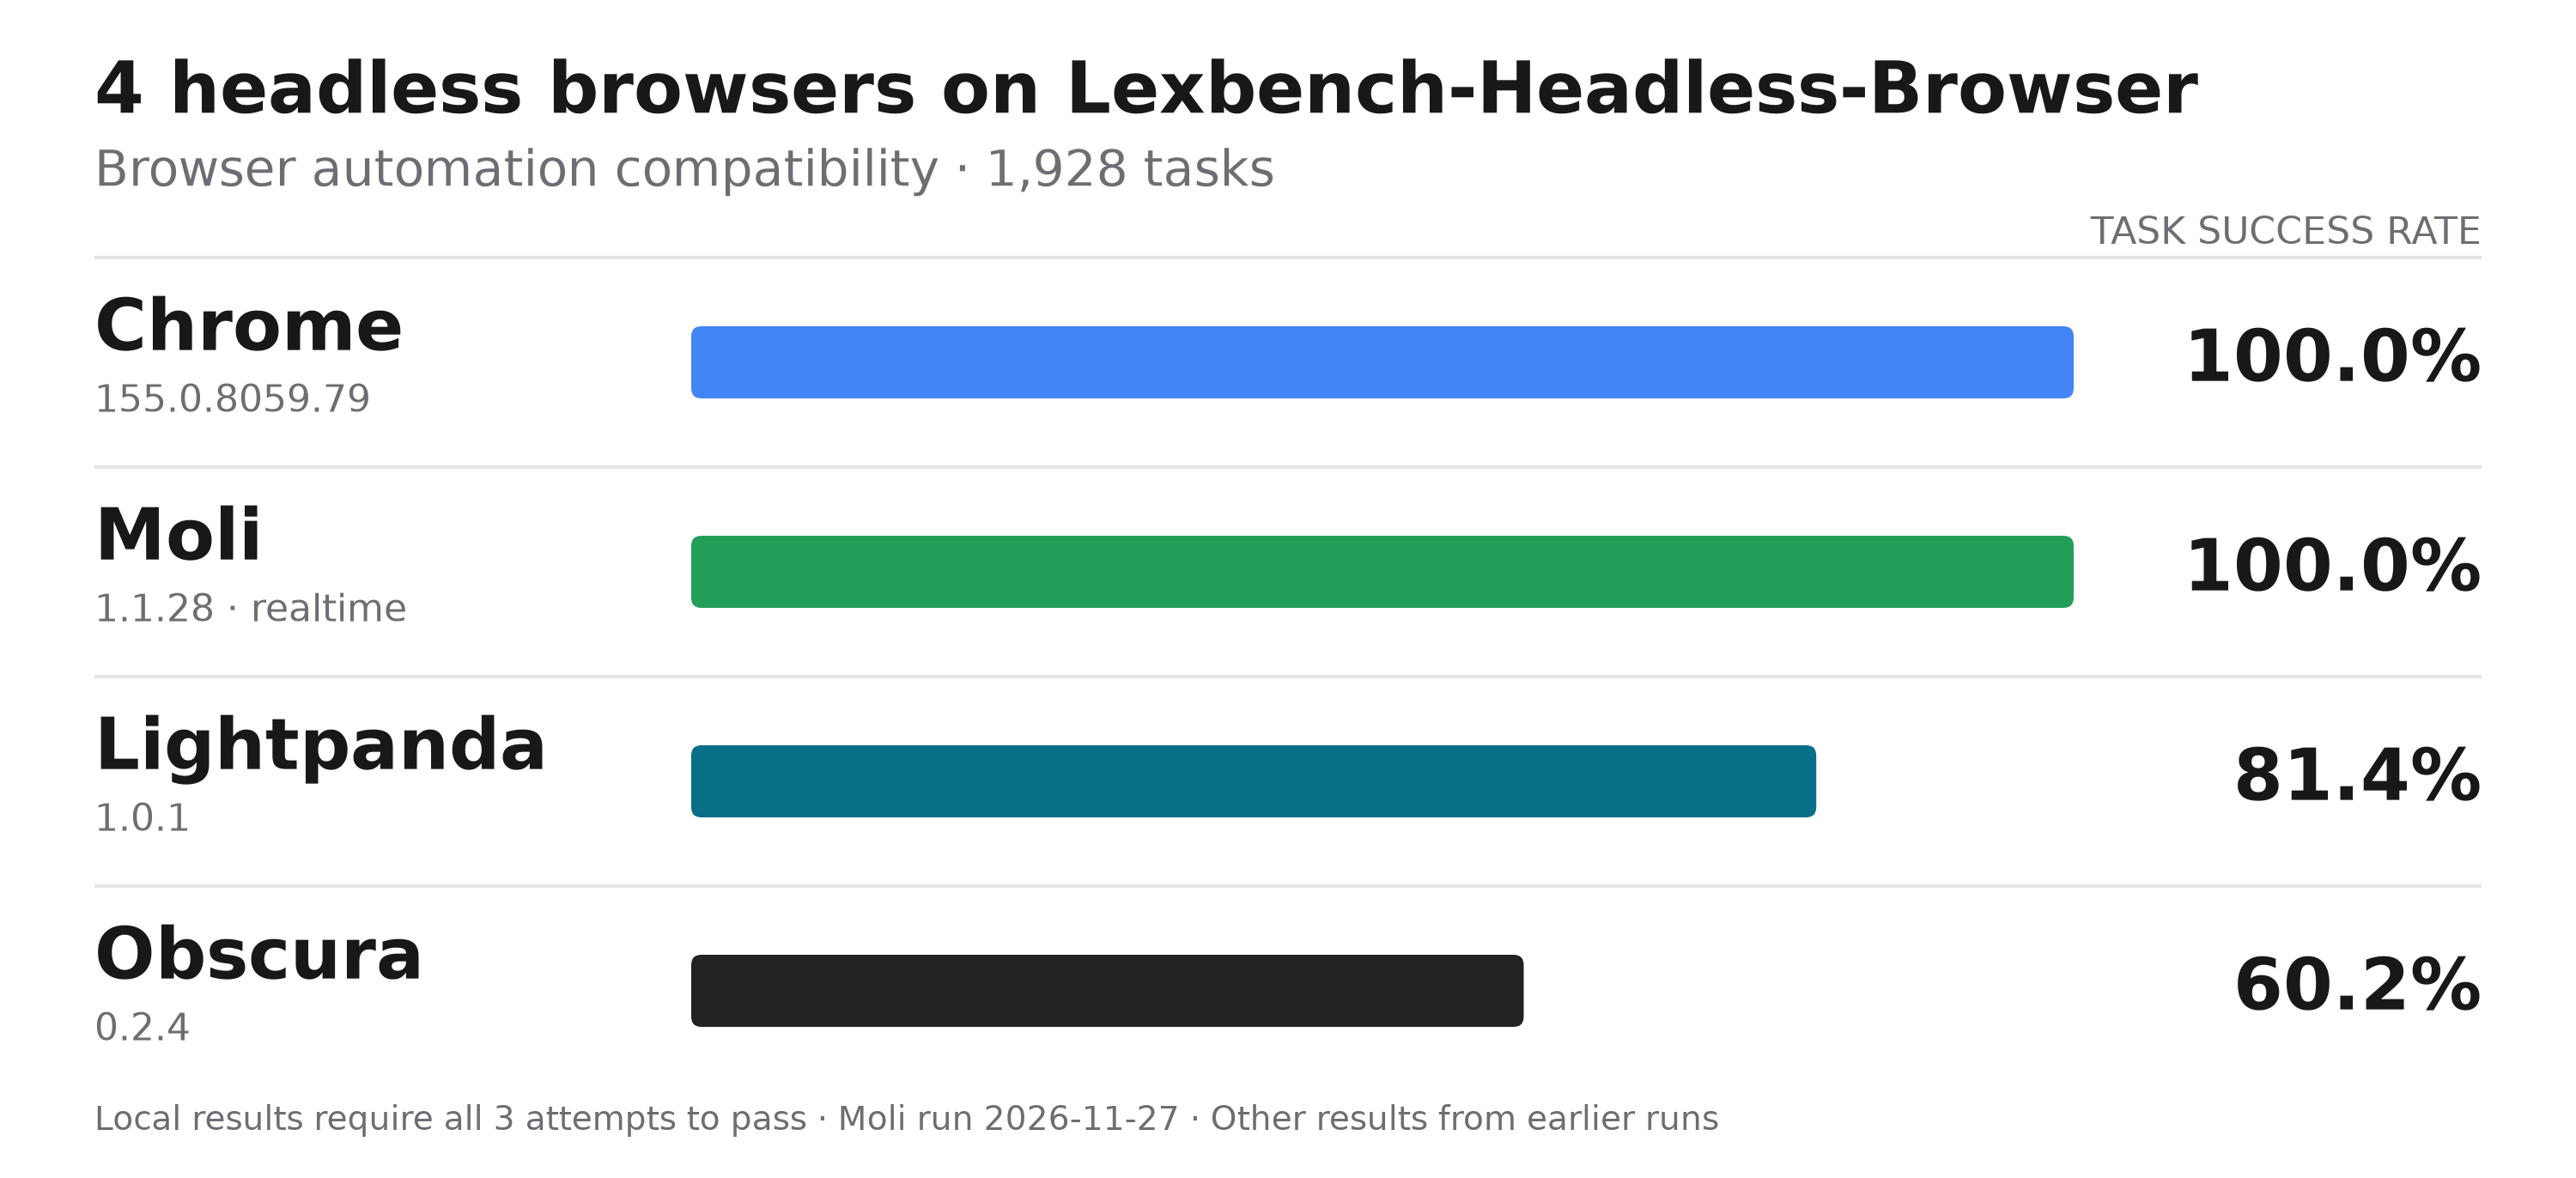 4 headless browsers on Lexbench-Headless-Browser
Browser automation compatibility · 1,928 tasks
TASK SUCCESS RATE
Chrome
155.0.8059.79
100.0%
Moli
1.1.28 · realtime
100.0%
Lightpanda
1.0.1
81.4%
Obscura
0.2.4
60.2%
Local results require all 3 attempts to pass · Moli run 2026-11-27 · Other results from earlier runs